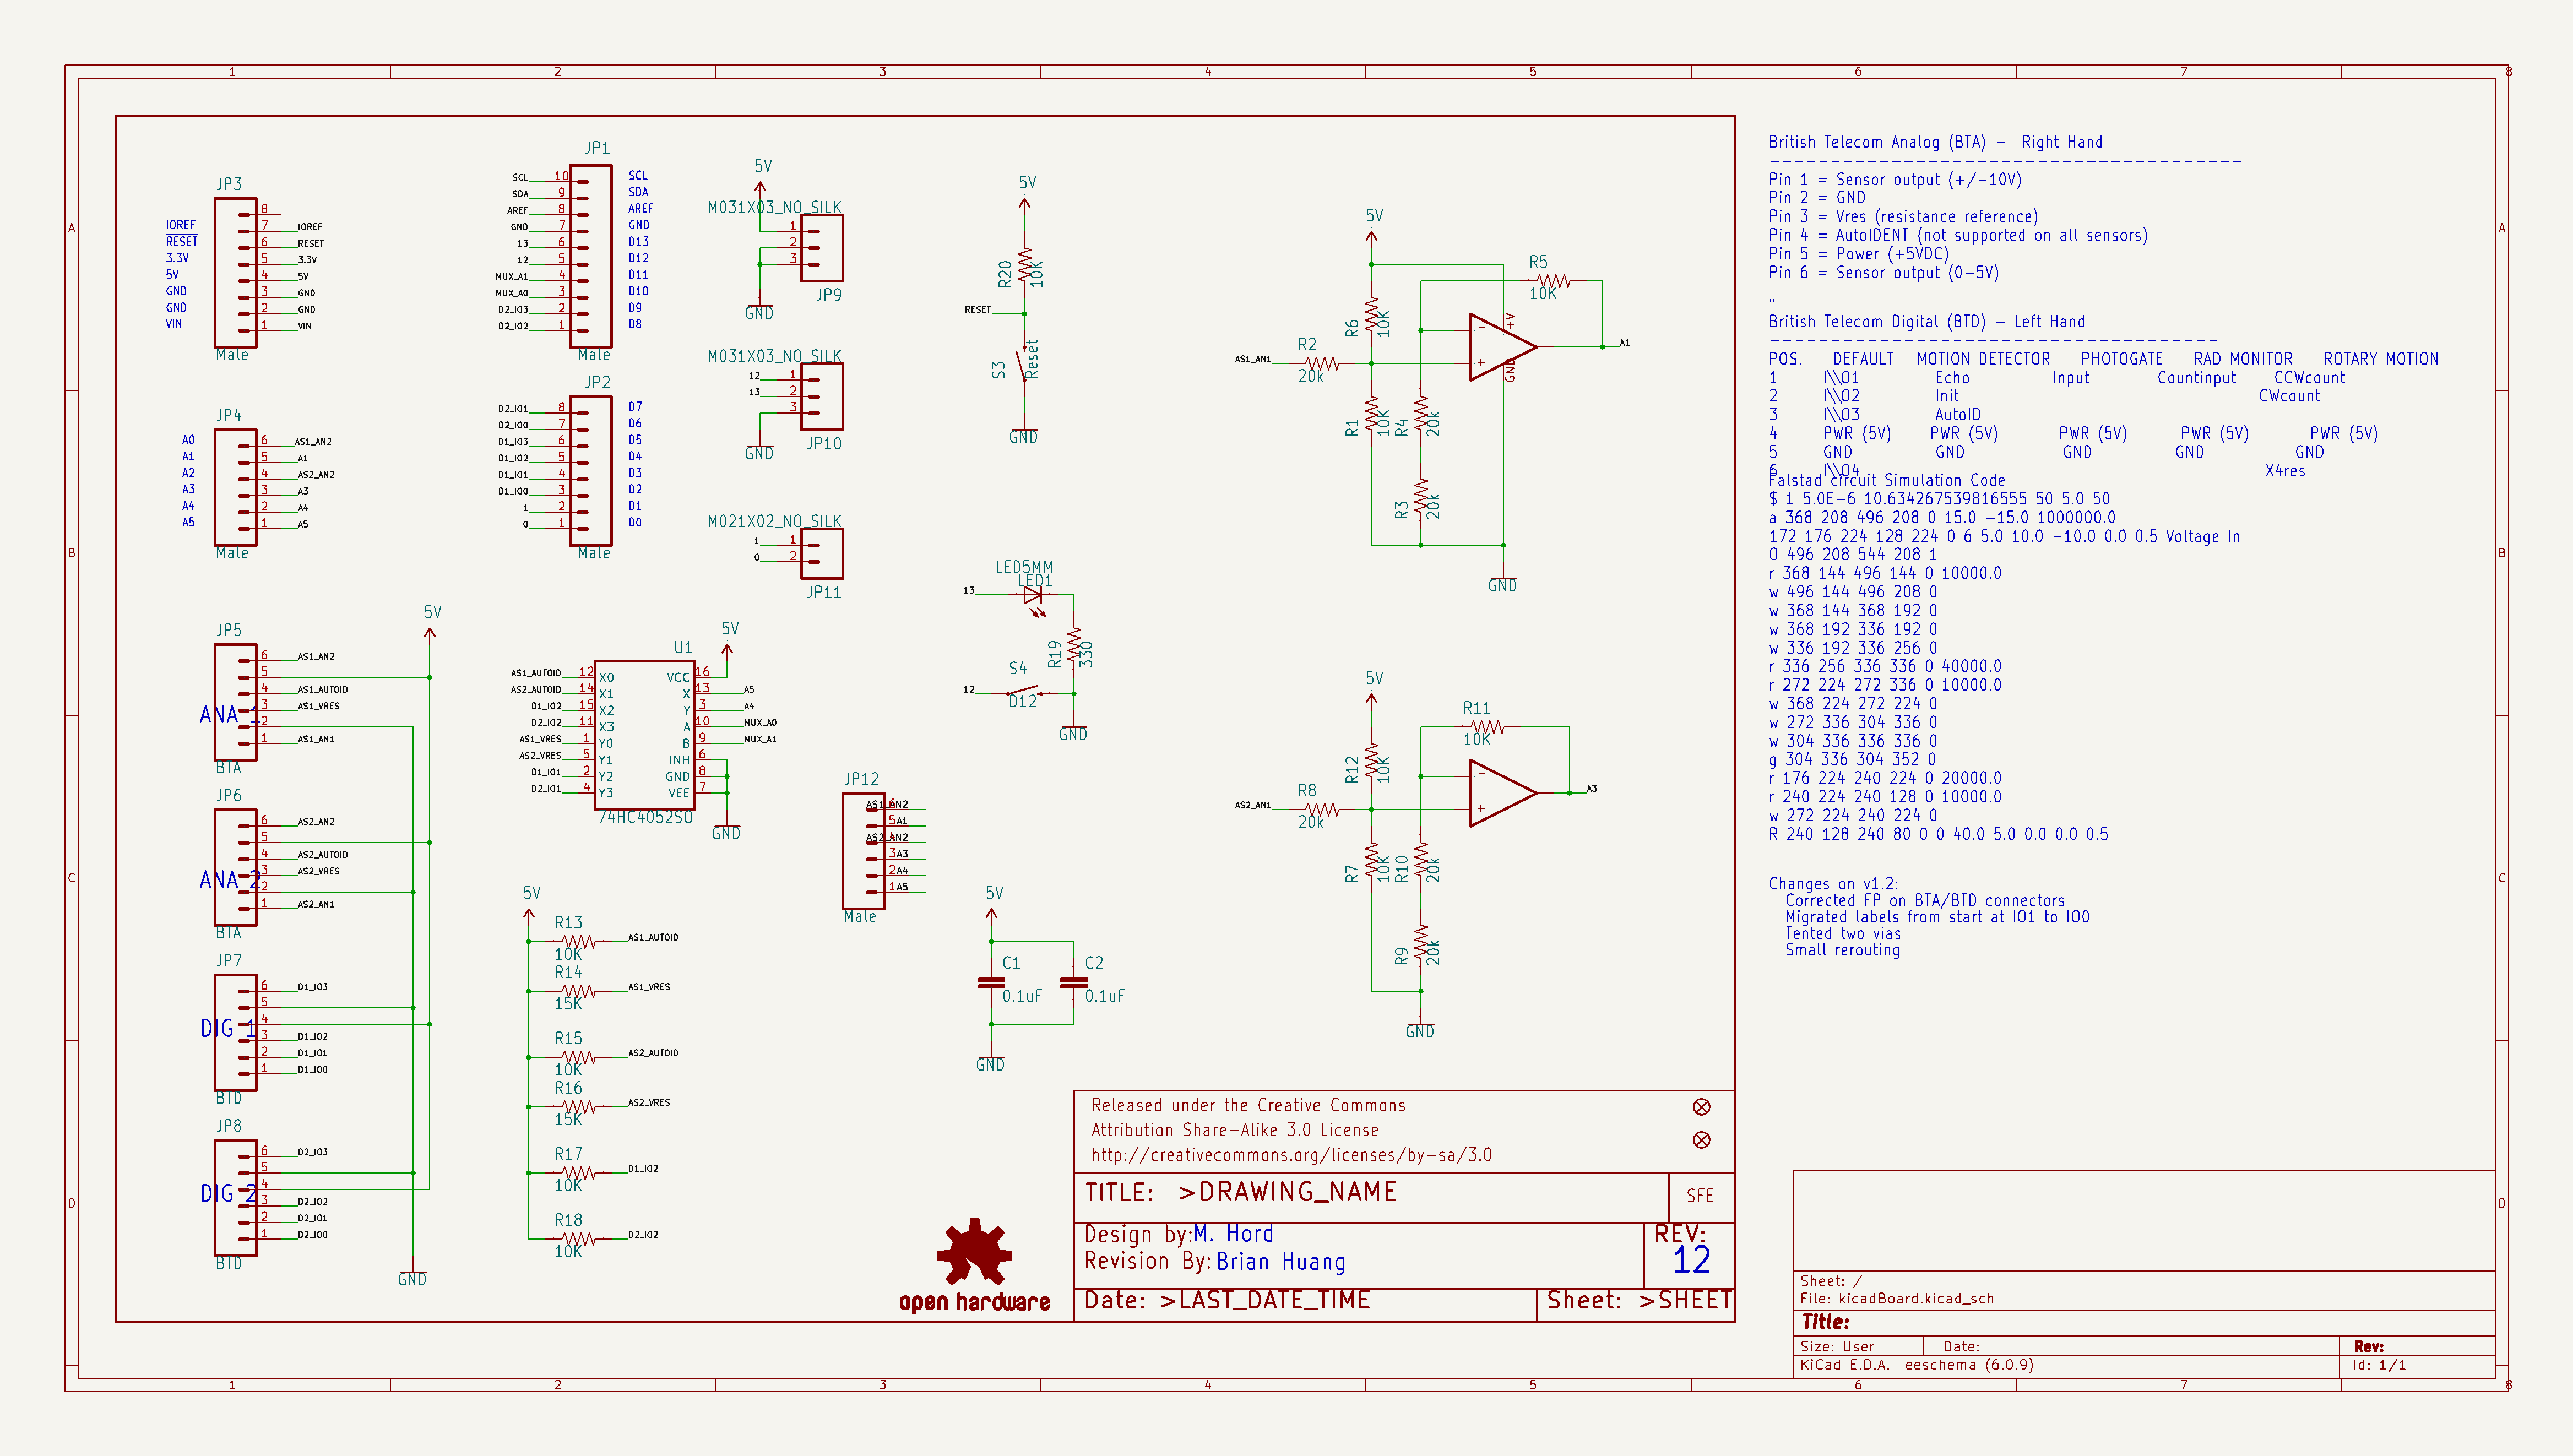 1 2 3 4 5 6 7 8
A
B
C
D
JP3
IOREF
RESET
3.3V
5V
GND
GND
VIN
8
7 IOREF
6 RESET
5 3.3V
4 5V
3 GND
2 GND
1 VIN
Male
JP4
A0
A1
A2
A3
A4
A5
6 AS1_AN2
5 A1
4 AS2_AN2
3 A3
2 A4
1 A5
Male
JP1
SCL 10 SCL
SDA 9 SDA
AREF 8 AREF
GND 7 GND
13 6 D13
12 5 D12
MUX_A1 4 D11
MUX_A0 3 D10
D2_IO3 2 D9
D2_IO2 1 D8
Male
JP2
D2_IO1 8 D7
D2_IO0 7 D6
D1_IO3 6 D5
D1_IO2 5 D4
D1_IO1 4 D3
D1_IO0 3 D2
1 2 D1
0 1 D0
Male
5V
M031X03_NO_SILK
1
2
3
JP9
GND
M031X03_NO_SILK
12 1
13 2
3
JP10
GND
M021X02_NO_SILK
1 1
0 2
JP11
5V
R20
10K
RESET
S3
Reset
GND
LED5MM
LED1
13
R19
330
S4
12
D12
GND
5V
R5
10K
R6
10K
R2
AS1_AN1
20k
-
+
+V
GND
A1
R1
10K
R4
20k
R3
20k
GND
5V
JP5
6 AS1_AN2
5
4 AS1_AUTOID
3 AS1_VRES
ANA 1
2
1 AS1_AN1
BTA
JP6
6 AS2_AN2
5
4 AS2_AUTOID
3 AS2_VRES
ANA 2
2
1 AS2_AN1
BTA
JP7
6 D1_IO3
5
DIG 1
4
3 D1_IO2
2 D1_IO1
1 D1_IO0
BTD
JP8
6 D2_IO3
5
DIG 2
4
3 D2_IO2
2 D2_IO1
1 D2_IO0
BTD
GND
U1
5V
AS1_AUTOID 12 X0 VCC 16
AS2_AUTOID 14 X1 X 13 A5
D1_IO2 15 X2 Y 3 A4
D2_IO2 11 X3 A 10 MUX_A0
AS1_VRES 1 Y0 B 9 MUX_A1
AS2_VRES 5 Y1 INH 6
D1_IO1 2 Y2 GND 8
D2_IO1 4 Y3 VEE 7
74HC4052SO
GND
JP12
6 AS1_AN2
5 A1
4 AS2_AN2
3 A3
2 A4
1 A5
Male
5V
R13
10K
AS1_AUTOID
R14
15K
AS1_VRES
R15
10K
AS2_AUTOID
R16
15K
AS2_VRES
R17
10K
D1_IO2
R18
10K
D2_IO2
5V
C1
0.1uF
C2
0.1uF
GND
5V
R11
10K
R12
10K
R8
AS2_AN1
20k
-
+
A3
R7
10K
R10
20k
R9
20k
GND
open hardware
Released under the Creative Commons
Attribution Share-Alike 3.0 License
http://creativecommons.org/licenses/by-sa/3.0
TITLE: >DRAWING_NAME
SFE
Design by: M. Hord
Revision By: Brian Huang
REV:
12
Date: >LAST_DATE_TIME
Sheet: >SHEET
British Telecom Analog (BTA) - Right Hand
---------------------------------------
Pin 1 = Sensor output (+/-10V)
Pin 2 = GND
Pin 3 = Vres (resistance reference)
Pin 4 = AutoIDENT (not supported on all sensors)
Pin 5 = Power (+5VDC)
Pin 6 = Sensor output (0-5V)
"
British Telecom Digital (BTD) - Left Hand
-------------------------------------
POS. DEFAULT MOTION DETECTOR PHOTOGATE RAD MONITOR ROTARY MOTION
1 I\\O1 Echo Input Countinput CCWcount
2 I\\O2 Init CWcount
3 I\\O3 AutoID
4 PWR (5V) PWR (5V) PWR (5V) PWR (5V) PWR (5V)
5 GND GND GND GND GND
6 I\\O4 X4res
Falstad circuit Simulation Code
$ 1 5.0E-6 10.634267539816555 50 5.0 50
a 368 208 496 208 0 15.0 -15.0 1000000.0
172 176 224 128 224 0 6 5.0 10.0 -10.0 0.0 0.5 Voltage In
O 496 208 544 208 1
r 368 144 496 144 0 10000.0
w 496 144 496 208 0
w 368 144 368 192 0
w 368 192 336 192 0
w 336 192 336 256 0
r 336 256 336 336 0 40000.0
r 272 224 272 336 0 10000.0
w 368 224 272 224 0
w 272 336 304 336 0
w 304 336 336 336 0
g 304 336 304 352 0
r 176 224 240 224 0 20000.0
r 240 224 240 128 0 10000.0
w 272 224 240 224 0
R 240 128 240 80 0 0 40.0 5.0 0.0 0.0 0.5
Changes on v1.2:
Corrected FP on BTA/BTD connectors
Migrated labels from start at IO1 to IO0
Tented two vias
Small rerouting
Sheet: /
File: kicadBoard.kicad_sch
Title:
Size: User Date: Rev:
KiCad E.D.A. eeschema (6.0.9) Id: 1/1
A
B
C
D
1 2 3 4 5 6 7 8